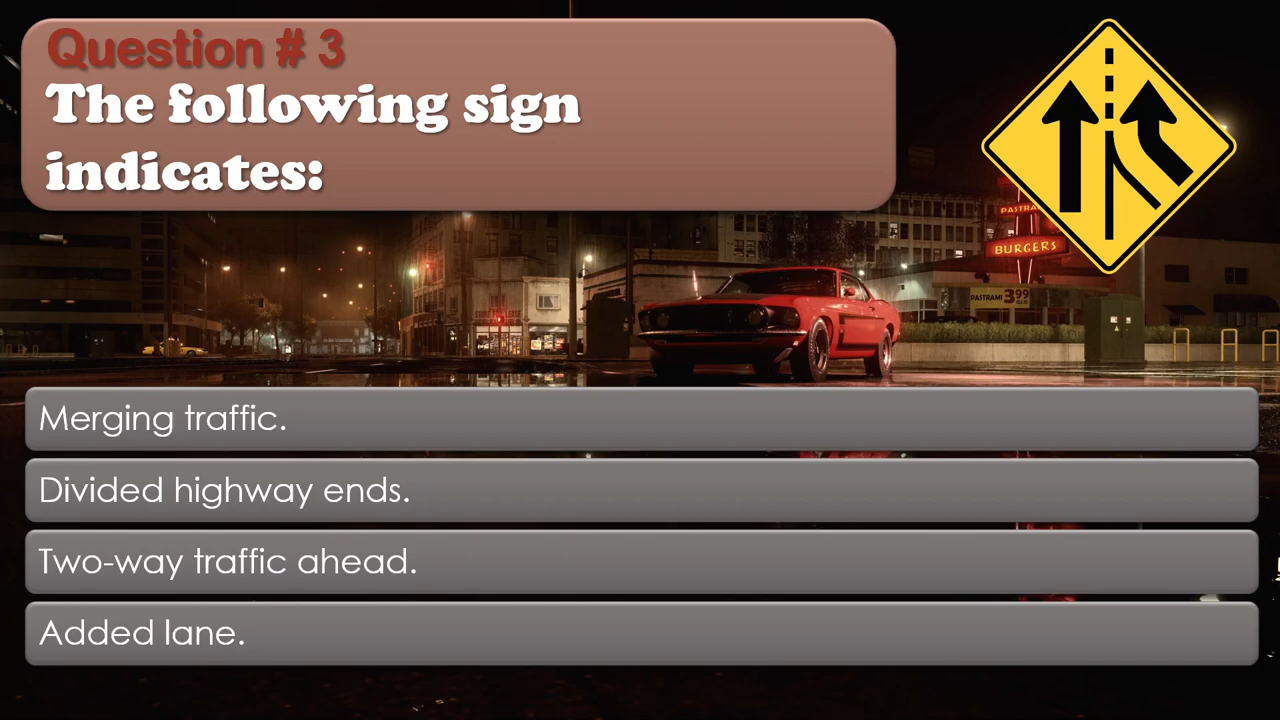 Question # 3
The following sign
indicates:
PASTRA
BURGERS
PASTRAMI 3.99
Merging traffic.
Divided highway ends.
Two-way traffic ahead.
Added lane.